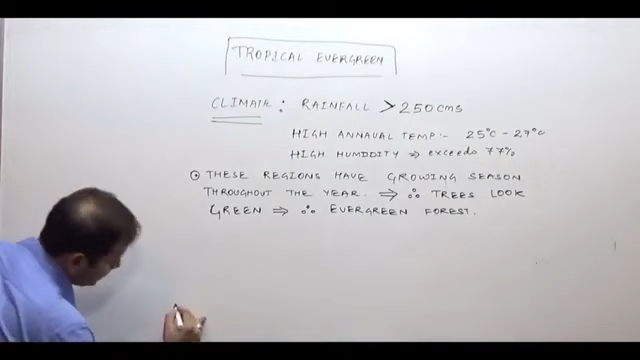 TROPICAL EVERGREEN
CLIMATE : RAINFALL > 250 cms
HIGH ANNAUAL TEMP:- 25°C - 27°C
HIGH HUMIDITY ⇒ exceeds 77%
⊙ THESE REGIONS HAVE GROWING SEASON
THROUGHOUT THE YEAR. ⇒ ∴ TREES LOOK
GREEN ⇒ ∴ EVERGREEN FOREST.